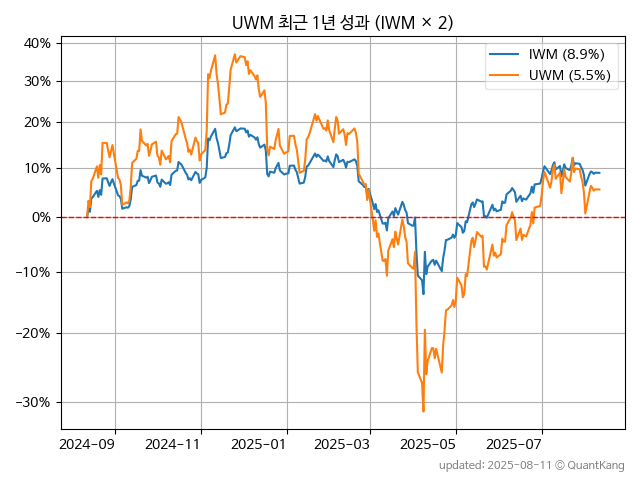 UWM 최근 1년 성과 (IWM × 2)
IWM (8.9%)
UWM (5.5%)
40%
30%
20%
10%
0%
−10%
−20%
−30%
2024-09 2024-11 2025-01 2025-03 2025-05 2025-07
updated: 2025-08-11 © QuantKang